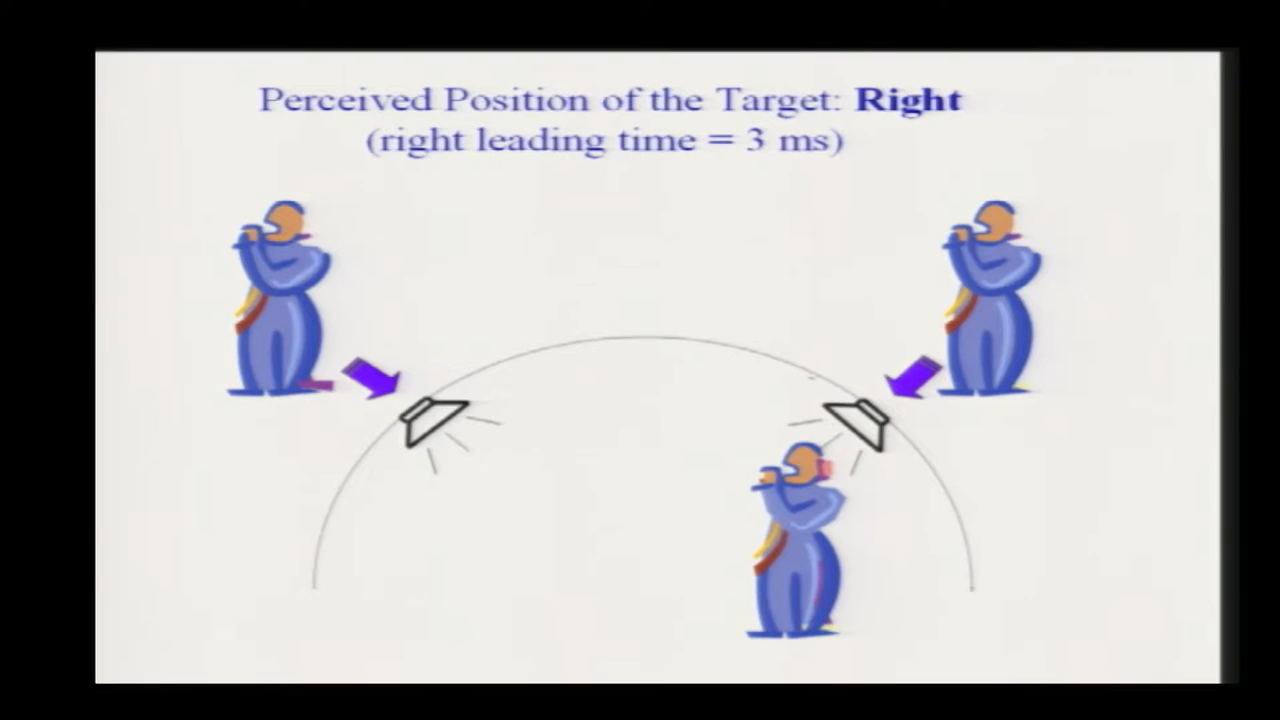 Perceived Position of the Target: Right
(right leading time = 3 ms)